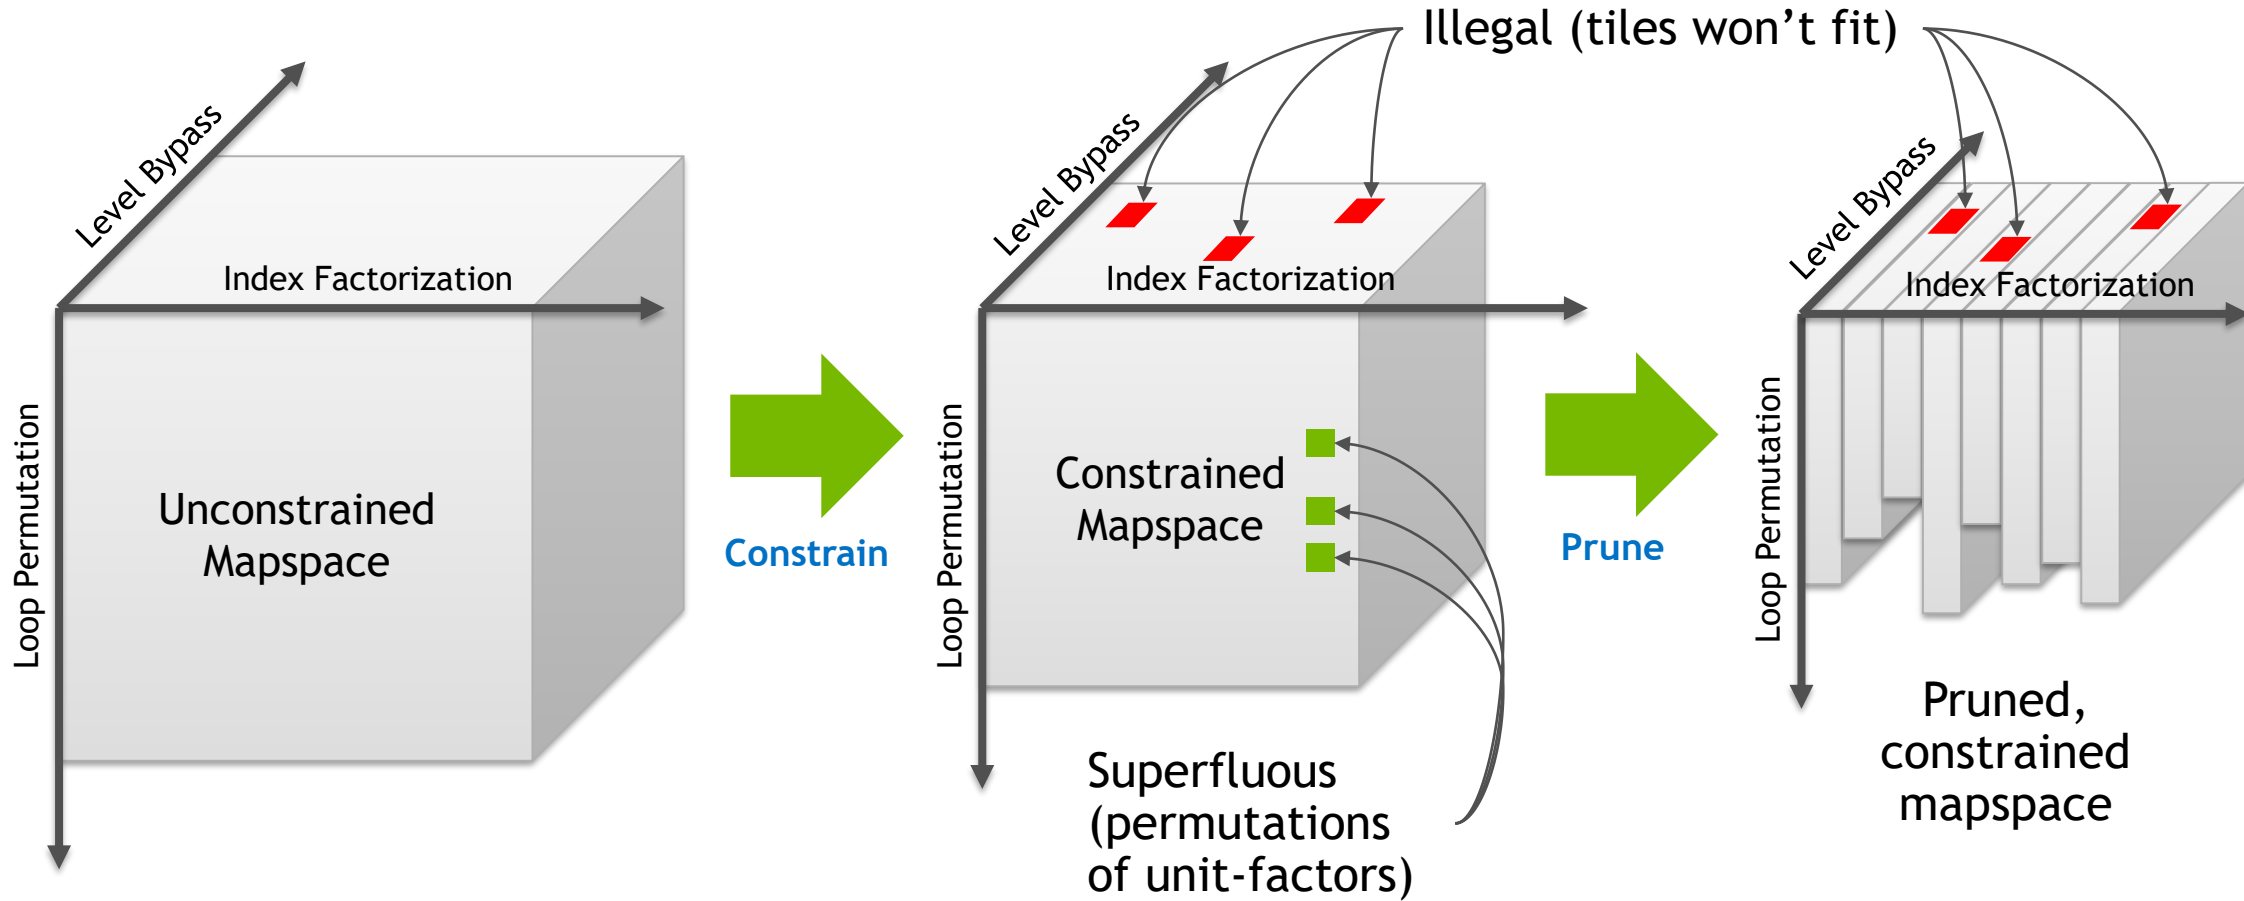 Illegal (tiles won't fit)
Level Bypass
Index Factorization
Loop Permutation
Unconstrained
Mapspace
Constrain
Level Bypass
Index Factorization
Loop Permutation
Constrained
Mapspace
Superfluous
(permutations
of unit-factors)
Prune
Level Bypass
Index Factorization
Loop Permutation
Pruned,
constrained
mapspace